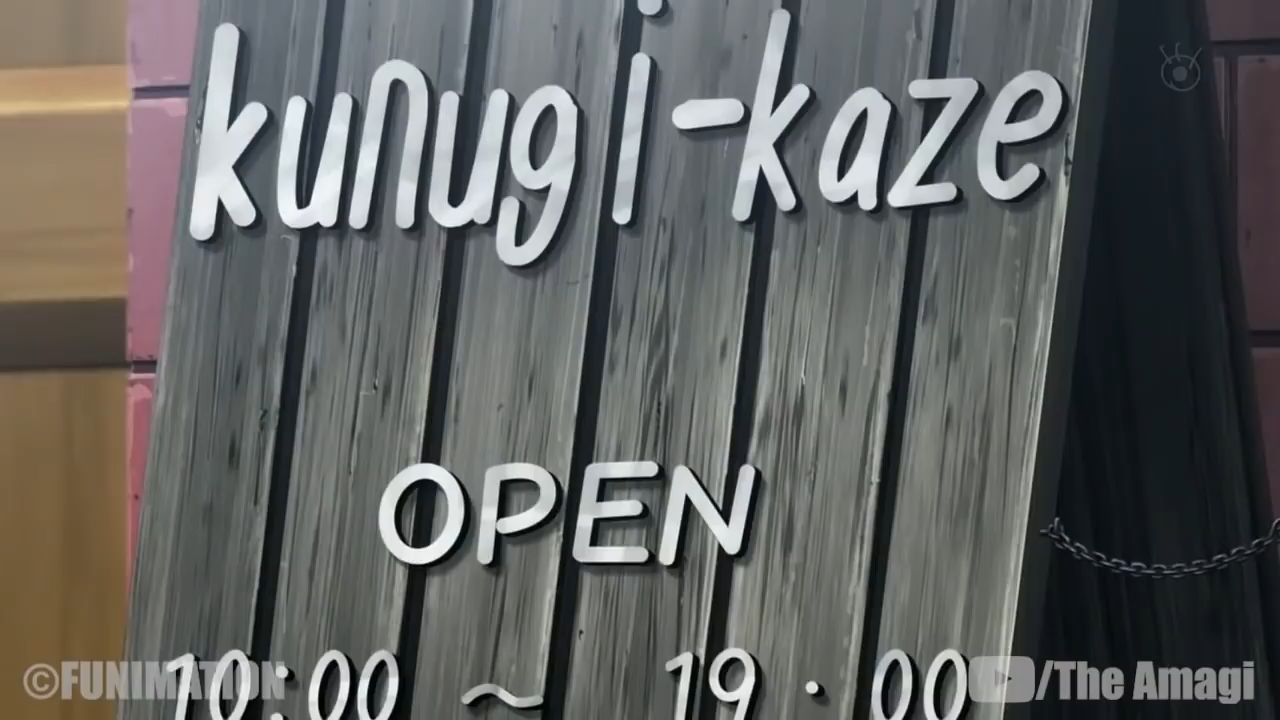 kunugi-kaze
OPEN
10:00 ~ 19:00
©FUNIMATION
/The Amagi